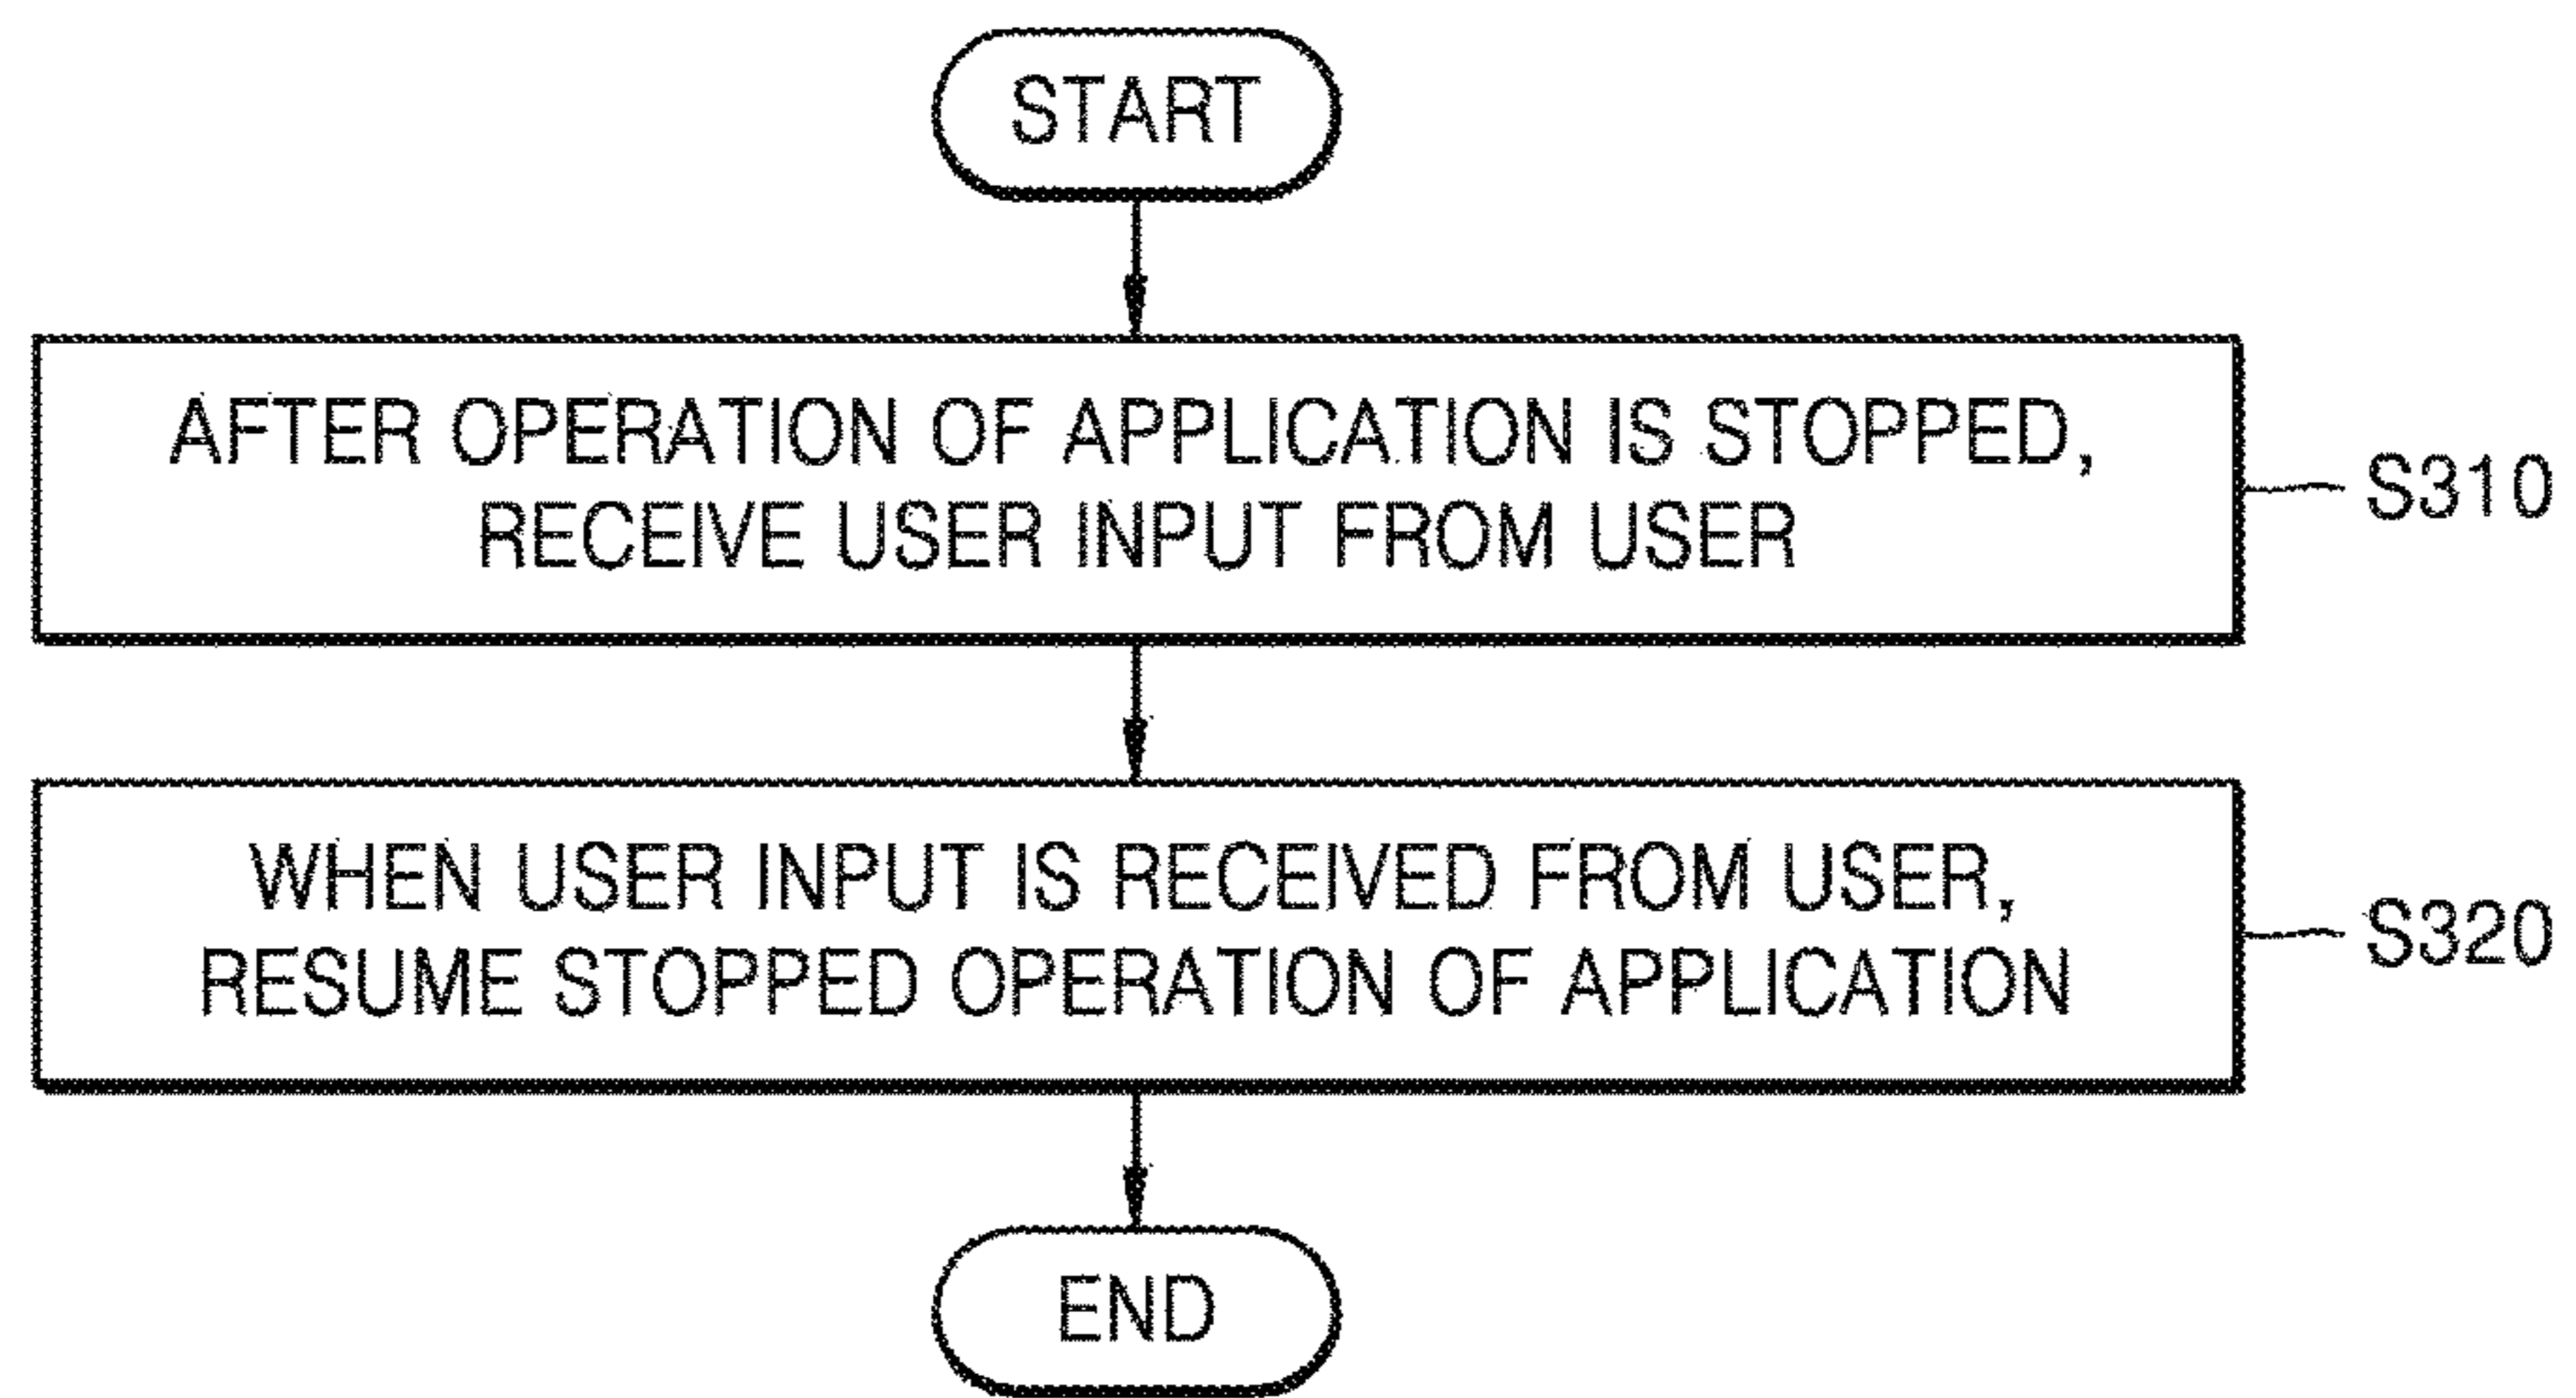 START
AFTER OPERATION OF APPLICATION IS STOPPED,
RECEIVE USER INPUT FROM USER
S310
WHEN USER INPUT IS RECEIVED FROM USER,
RESUME STOPPED OPERATION OF APPLICATION
S320
END